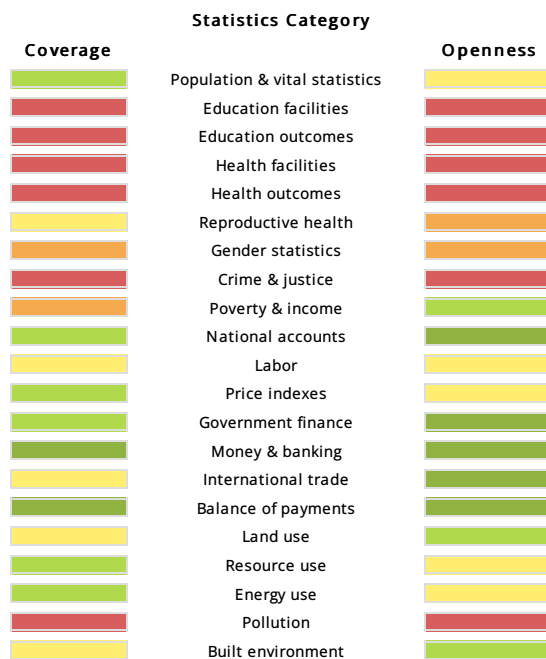 Statistics Category
Coverage Openness
Population & vital statistics
Education facilities
Education outcomes
Health facilities
Health outcomes
Reproductive health
Gender statistics
Crime & justice
Poverty & income
National accounts
Labor
Price indexes
Government finance
Money & banking
International trade
Balance of payments
Land use
Resource use
Energy use
Pollution
Built environment